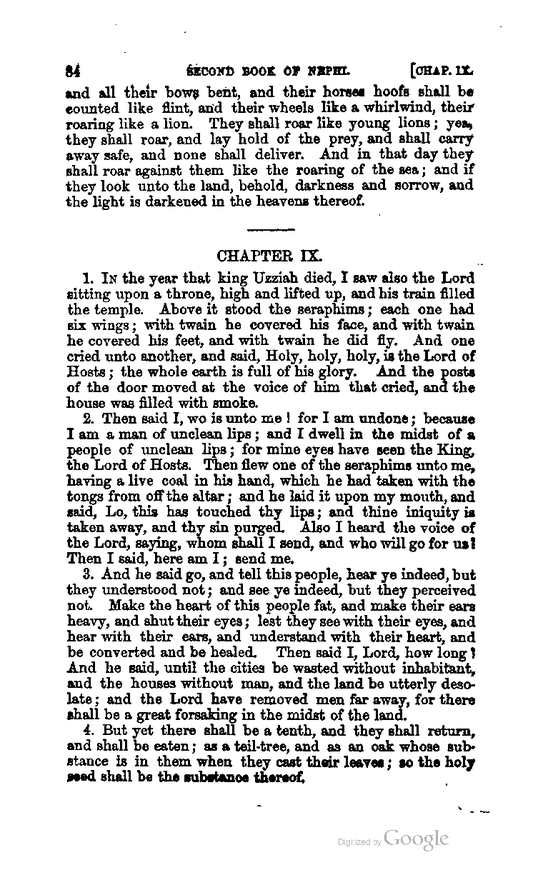 84 SECOND BOOK OF NEPHI. [CHAP. IX.
and all their bows bent, and their horses hoofs shall be
counted like flint, and their wheels like a whirlwind, their
roaring like a lion. They shall roar like young lions; yea,
they shall roar, and lay hold of the prey, and shall carry
away safe, and none shall deliver. And in that day they
shall roar against them like the roaring of the sea; and if
they look unto the land, behold, darkness and sorrow, and
the light is darkened in the heavens thereof.
CHAPTER IX.
1. IN the year that king Uzziah died, I saw also the Lord
sitting upon a throne, high and lifted up, and his train filled
the temple. Above it stood the seraphims; each one had
six wings; with twain he covered his face, and with twain
he covered his feet, and with twain he did fly. And one
cried unto another, and said, Holy, holy, holy, is the Lord of
Hosts; the whole earth is full of his glory. And the posts
of the door moved at the voice of him that cried, and the
house was filled with smoke.
2. Then said I, wo is unto me! for I am undone; because
I am a man of unclean lips; and I dwell in the midst of a
people of unclean lips; for mine eyes have seen the King,
the Lord of Hosts. Then flew one of the seraphims unto me,
having a live coal in his hand, which he had taken with the
tongs from off the altar; and he laid it upon my mouth, and
said, Lo, this has touched thy lips; and thine iniquity is
taken away, and thy sin purged. Also I heard the voice of
the Lord, saying, whom shall I send, and who will go for us?
Then I said, here am I; send me.
3. And he said go, and tell this people, hear ye indeed, but
they understood not; and see ye indeed, but they perceived
not. Make the heart of this people fat, and make their ears
heavy, and shut their eyes; lest they see with their eyes, and
hear with their ears, and understand with their heart, and
be converted and be healed. Then said I, Lord, how long?
And he said, until the cities be wasted without inhabitant,
and the houses without man, and the land be utterly deso-
late; and the Lord have removed men far away, for there
shall be a great forsaking in the midst of the land.
4. But yet there shall be a tenth, and they shall return,
and shall be eaten; as a teil-tree, and as an oak whose sub-
stance is in them when they cast their leaves; so the holy
seed shall be the substance thereof.
Digitized by Google